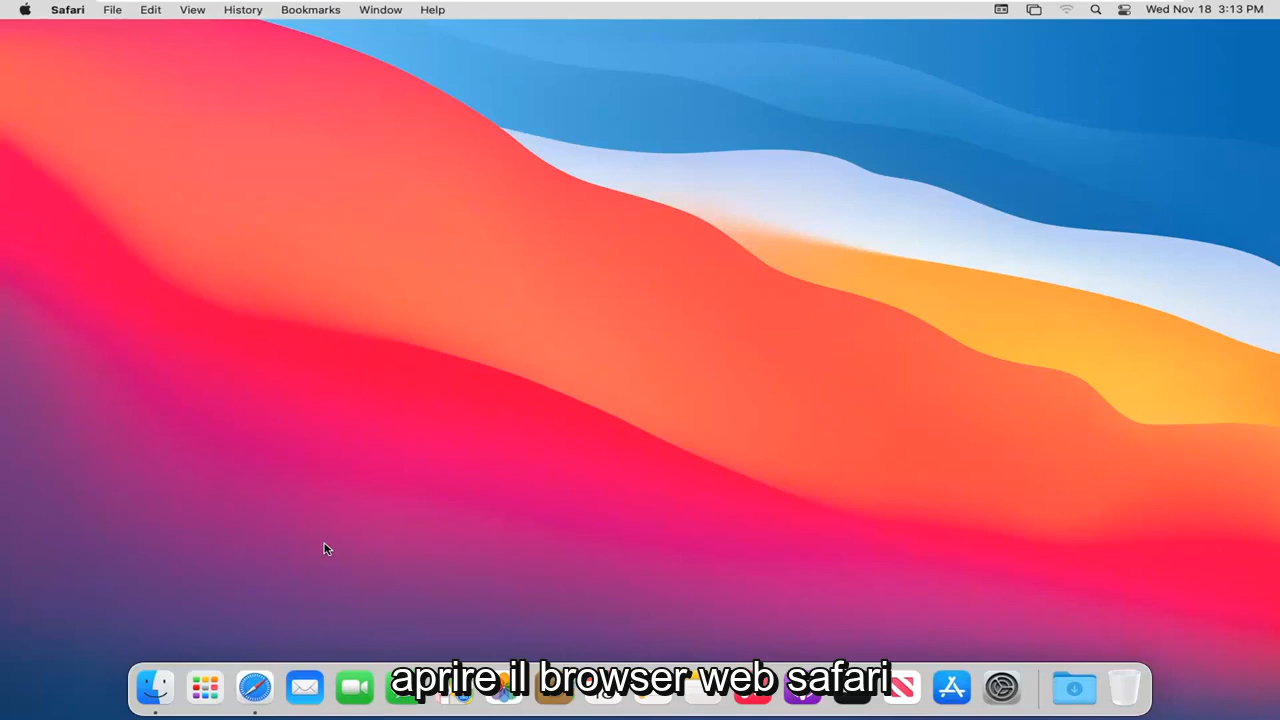 Safari File Edit View History Bookmarks Window Help Wed Nov 18 3:13 PM
aprire il browser web safari